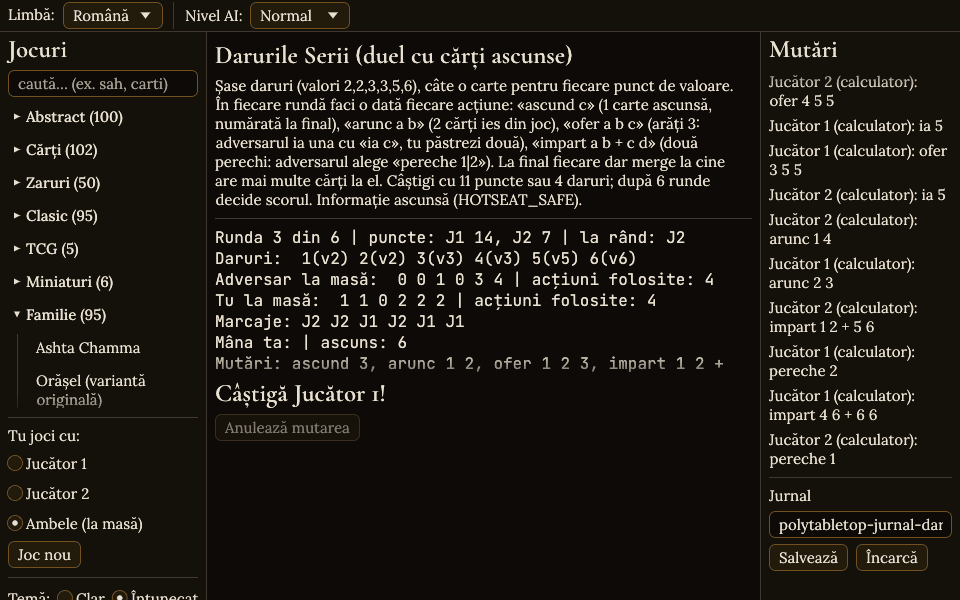 Limbă: Română Nivel AI: Normal
Jocuri
caută... (ex. sah, carti)
Abstract (100)
Cărți (102)
Zaruri (50)
Clasic (95)
TCG (5)
Miniaturi (6)
Familie (95)
Ashta Chamma
Orășel (variantă
originală)
Tu joci cu:
Jucător 1
Jucător 2
Ambele (la masă)
Joc nou
Temă: Clar Întunecat
Darurile Serii (duel cu cărți ascunse)
Șase daruri (valori 2,2,3,3,5,6), câte o carte pentru fiecare punct de valoare.
În fiecare rundă faci o dată fiecare acțiune: «ascund c» (1 carte ascunsă,
numărată la final), «arunc a b» (2 cărți ies din joc), «ofer a b c» (arăți 3:
adversarul ia una cu «ia c», tu păstrezi două), «impart a b + c d» (două
perechi: adversarul alege «pereche 1|2»). La final fiecare dar merge la cine
are mai multe cărți la el. Câștigi cu 11 puncte sau 4 daruri; după 6 runde
decide scorul. Informație ascunsă (HOTSEAT_SAFE).
Runda 3 din 6 | puncte: J1 14, J2 7 | la rând: J2
Daruri: 1(v2) 2(v2) 3(v3) 4(v3) 5(v5) 6(v6)
Adversar la masă: 0 0 1 0 3 4 | acțiuni folosite: 4
Tu la masă: 1 1 0 2 2 2 | acțiuni folosite: 4
Marcaje: J2 J2 J1 J2 J1 J1
Mâna ta: | ascuns: 6
Mutări: ascund 3, arunc 1 2, ofer 1 2 3, impart 1 2 +
Câștigă Jucător 1!
Anulează mutarea
Mutări
Jucător 2 (calculator):
ofer 4 5 5
Jucător 1 (calculator): ia 5
Jucător 1 (calculator): ofer
3 5 5
Jucător 2 (calculator): ia 5
Jucător 2 (calculator):
arunc 1 4
Jucător 1 (calculator):
arunc 2 3
Jucător 2 (calculator):
impart 1 2 + 5 6
Jucător 1 (calculator):
pereche 2
Jucător 1 (calculator):
impart 4 6 + 6 6
Jucător 2 (calculator):
pereche 1
Jurnal
polytabletop-jurnal-dar
Salvează Încarcă